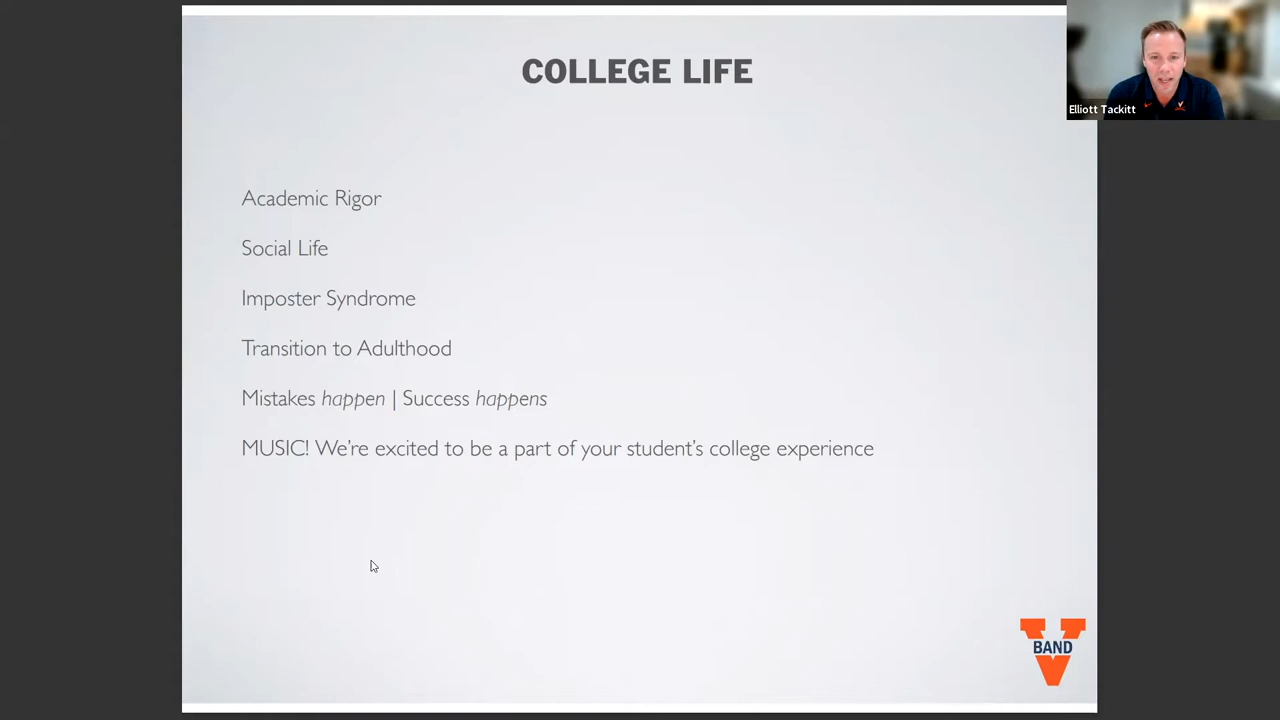 COLLEGE LIFE
Elliott Tackitt
Academic Rigor
Social Life
Imposter Syndrome
Transition to Adulthood
Mistakes happen | Success happens
MUSIC! We're excited to be a part of your student's college experience
V
BAND